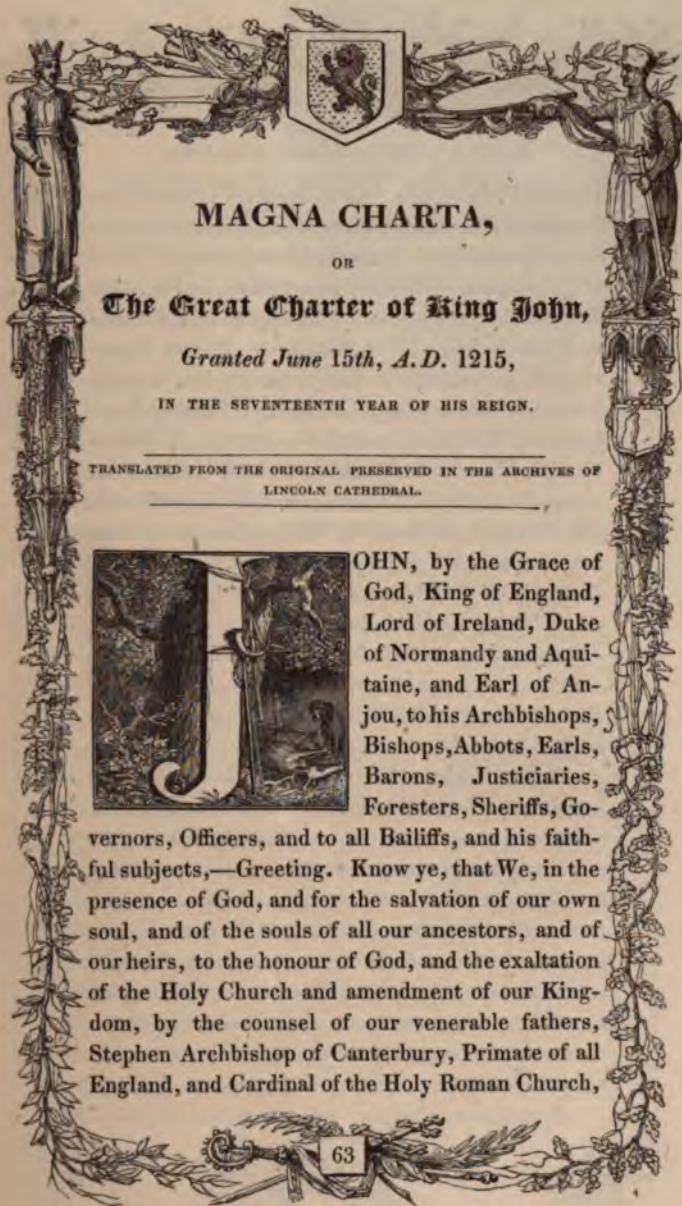 MAGNA CHARTA,
OR
The Great Charter of King John,
Granted June 15th, A.D. 1215,
IN THE SEVENTEENTH YEAR OF HIS REIGN.
TRANSLATED FROM THE ORIGINAL PRESERVED IN THE ARCHIVES OF
LINCOLN CATHEDRAL.
JOHN, by the Grace of
God, King of England,
Lord of Ireland, Duke
of Normandy and Aqui-
taine, and Earl of An-
jou, to his Archbishops,
Bishops, Abbots, Earls,
Barons, Justiciaries,
Foresters, Sheriffs, Go-
vernors, Officers, and to all Bailiffs, and his faith-
ful subjects,—Greeting. Know ye, that We, in the
presence of God, and for the salvation of our own
soul, and of the souls of all our ancestors, and of
our heirs, to the honour of God, and the exaltation
of the Holy Church and amendment of our King-
dom, by the counsel of our venerable fathers,
Stephen Archbishop of Canterbury, Primate of all
England, and Cardinal of the Holy Roman Church,
63